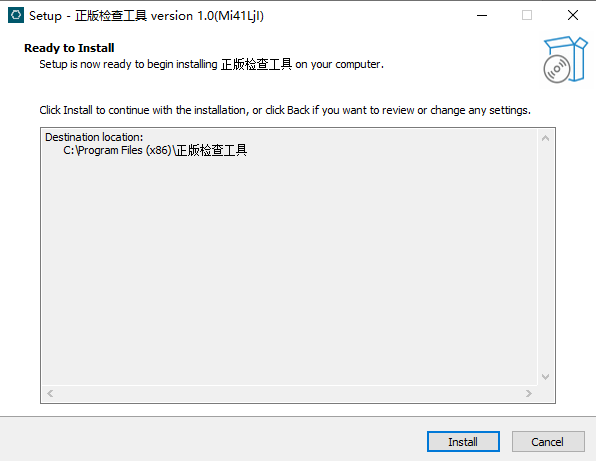 Setup - 正版检查工具 version 1.0(Mi41LjI)
Ready to Install
Setup is now ready to begin installing 正版检查工具 on your computer.
Click Install to continue with the installation, or click Back if you want to review or change any settings.
Destination location:
C:\Program Files (x86)\正版检查工具
Install
Cancel